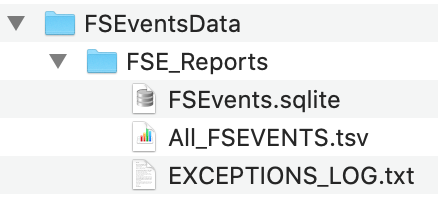 FSEventsData
FSE_Reports
FSEvents.sqlite
All_FSEVENTS.tsv
EXCEPTIONS_LOG.txt